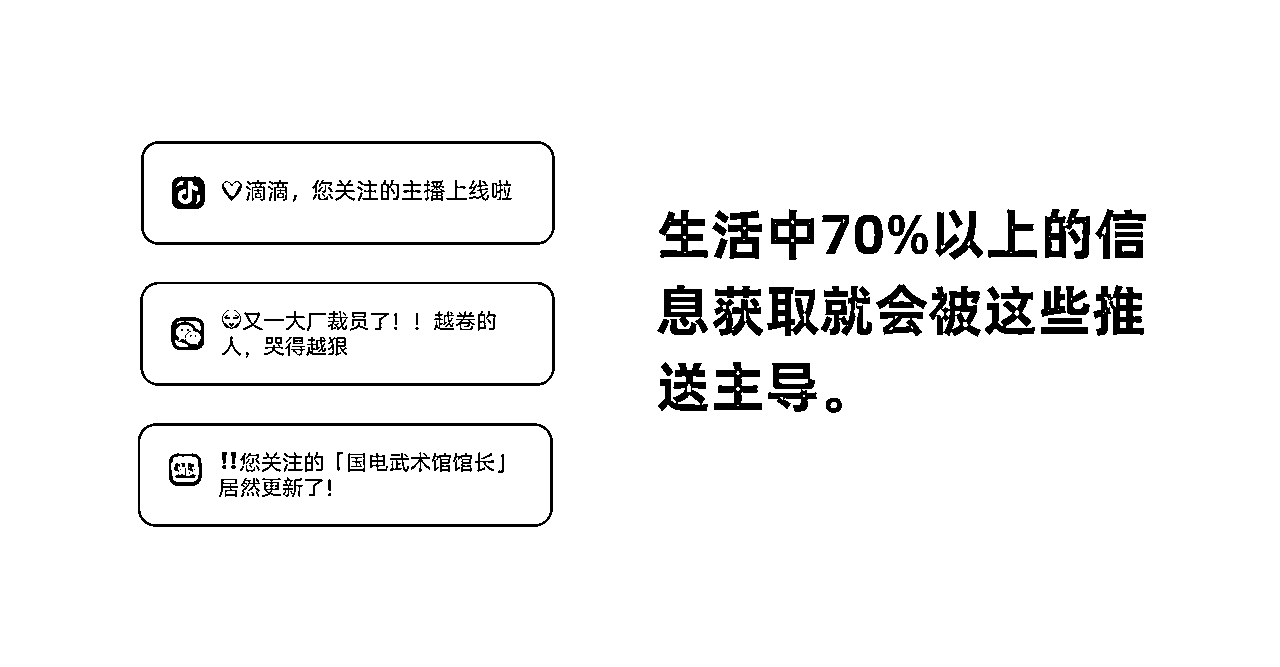 ♡滴滴，您关注的主播上线啦
😍又一大厂裁员了！！越卷的
人，哭得越狠
!!您关注的「国电武术馆馆长」
居然更新了！
生活中70%以上的信
息获取就会被这些推
送主导。